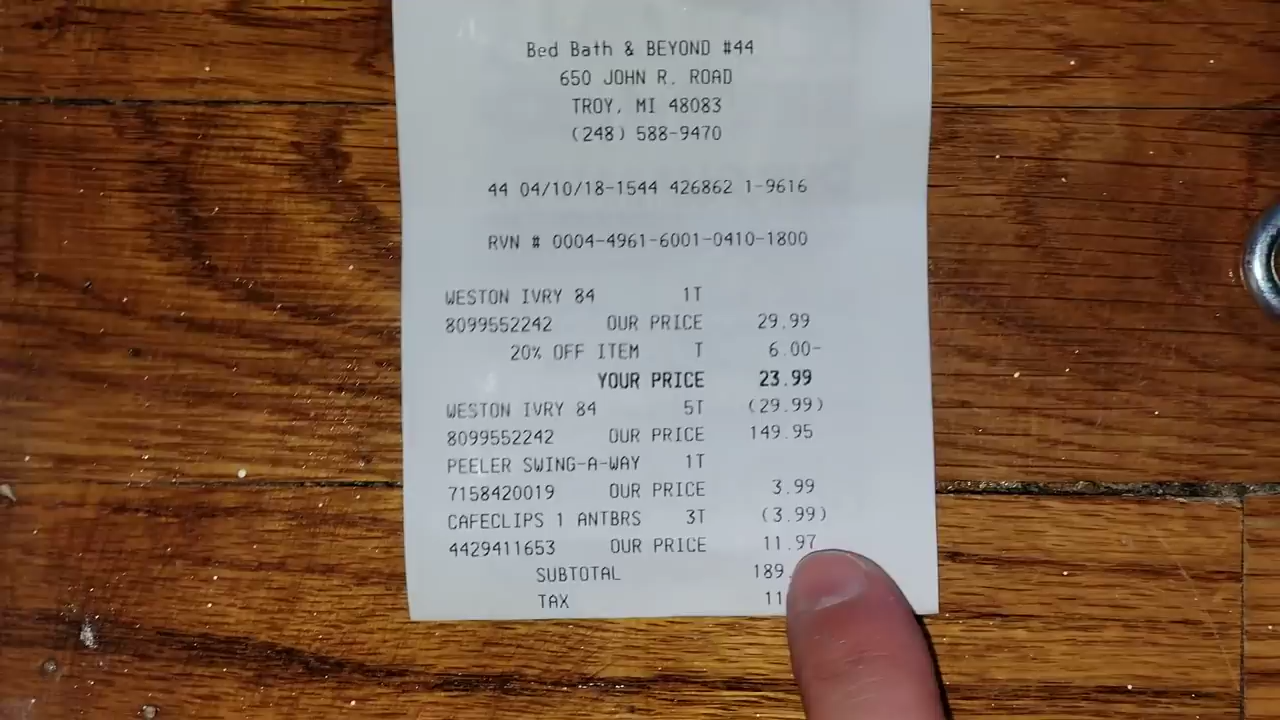 Bed Bath & BEYOND #44
650 JOHN R. ROAD
TROY, MI 48083
(248) 588-9470
44 04/10/18-1544 426862 1-9616
RVN # 0004-4961-6001-0410-1800
WESTON IVRY 84 1T
8099552242 OUR PRICE 29.99
20% OFF ITEM T 6.00-
YOUR PRICE 23.99
WESTON IVRY 84 5T (29.99)
8099552242 OUR PRICE 149.95
PEELER SWING-A-WAY 1T
7158420019 OUR PRICE 3.99
CAFECLIPS 1 ANTBRS 3T (3.99)
4429411653 OUR PRICE 11.97
SUBTOTAL 189
TAX 11